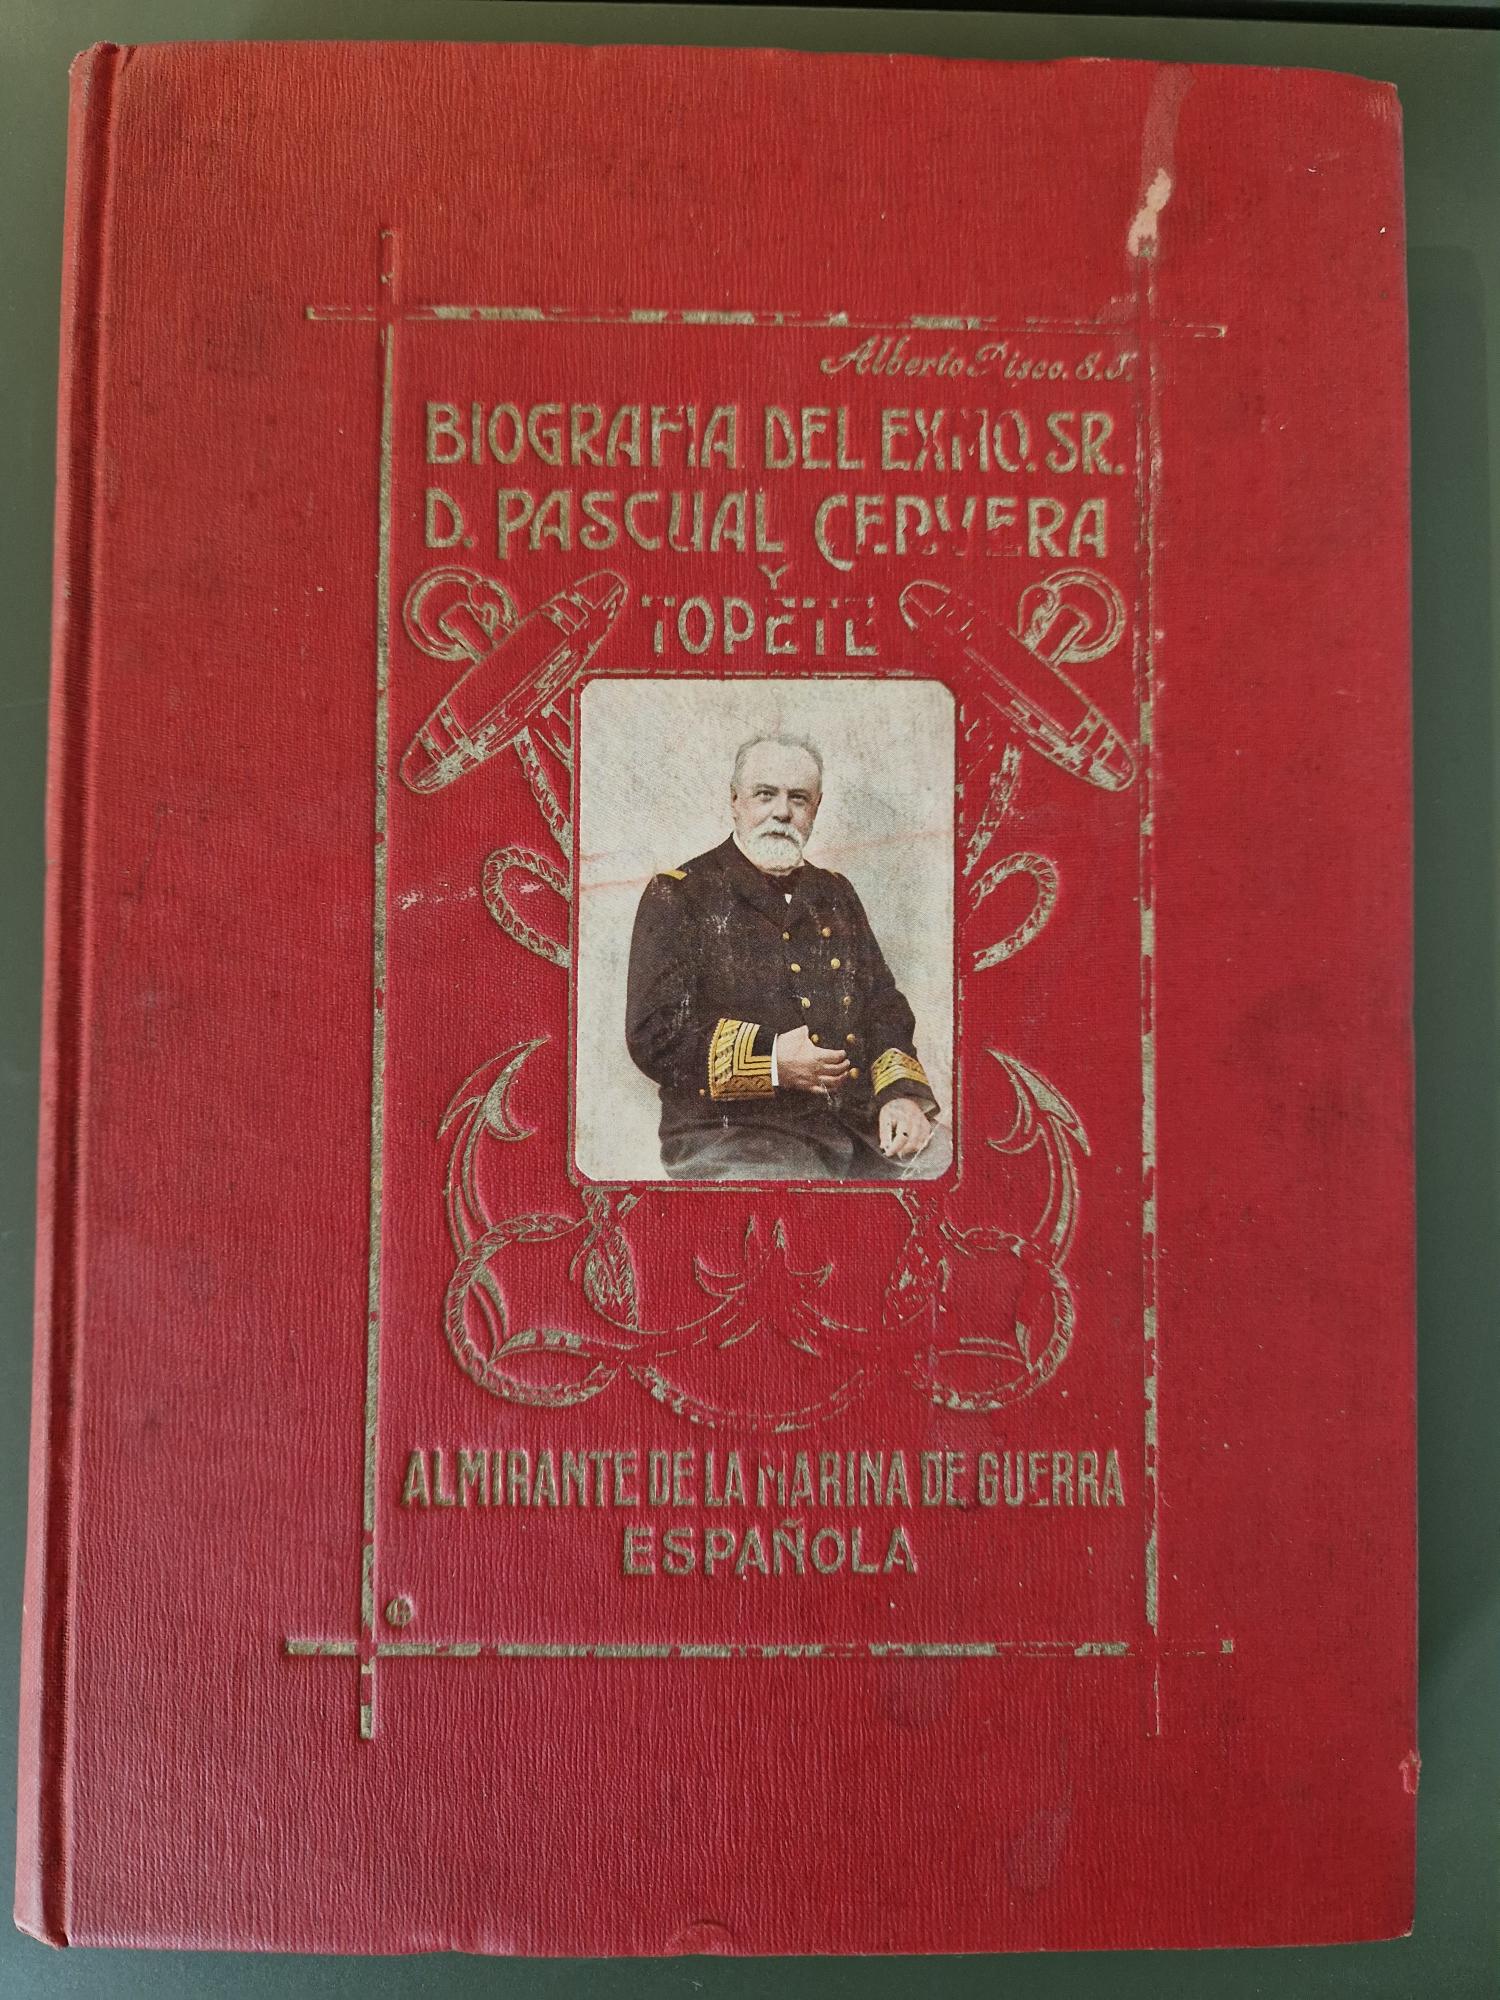 Alberto Risco. S.J.
BIOGRAFIA DEL EXMO. SR.
D. PASCUAL CERVERA
Y
TOPETE
ALMIRANTE DE LA MARINA DE GUERRA
ESPAÑOLA